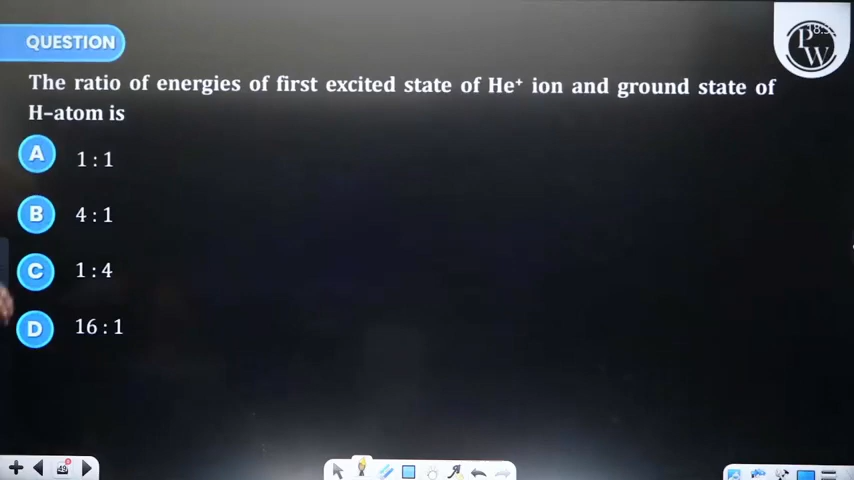 QUESTION
The ratio of energies of first excited state of He⁺ ion and ground state of
H-atom is
A 1 : 1
B 4 : 1
C 1 : 4
D 16 : 1
PW